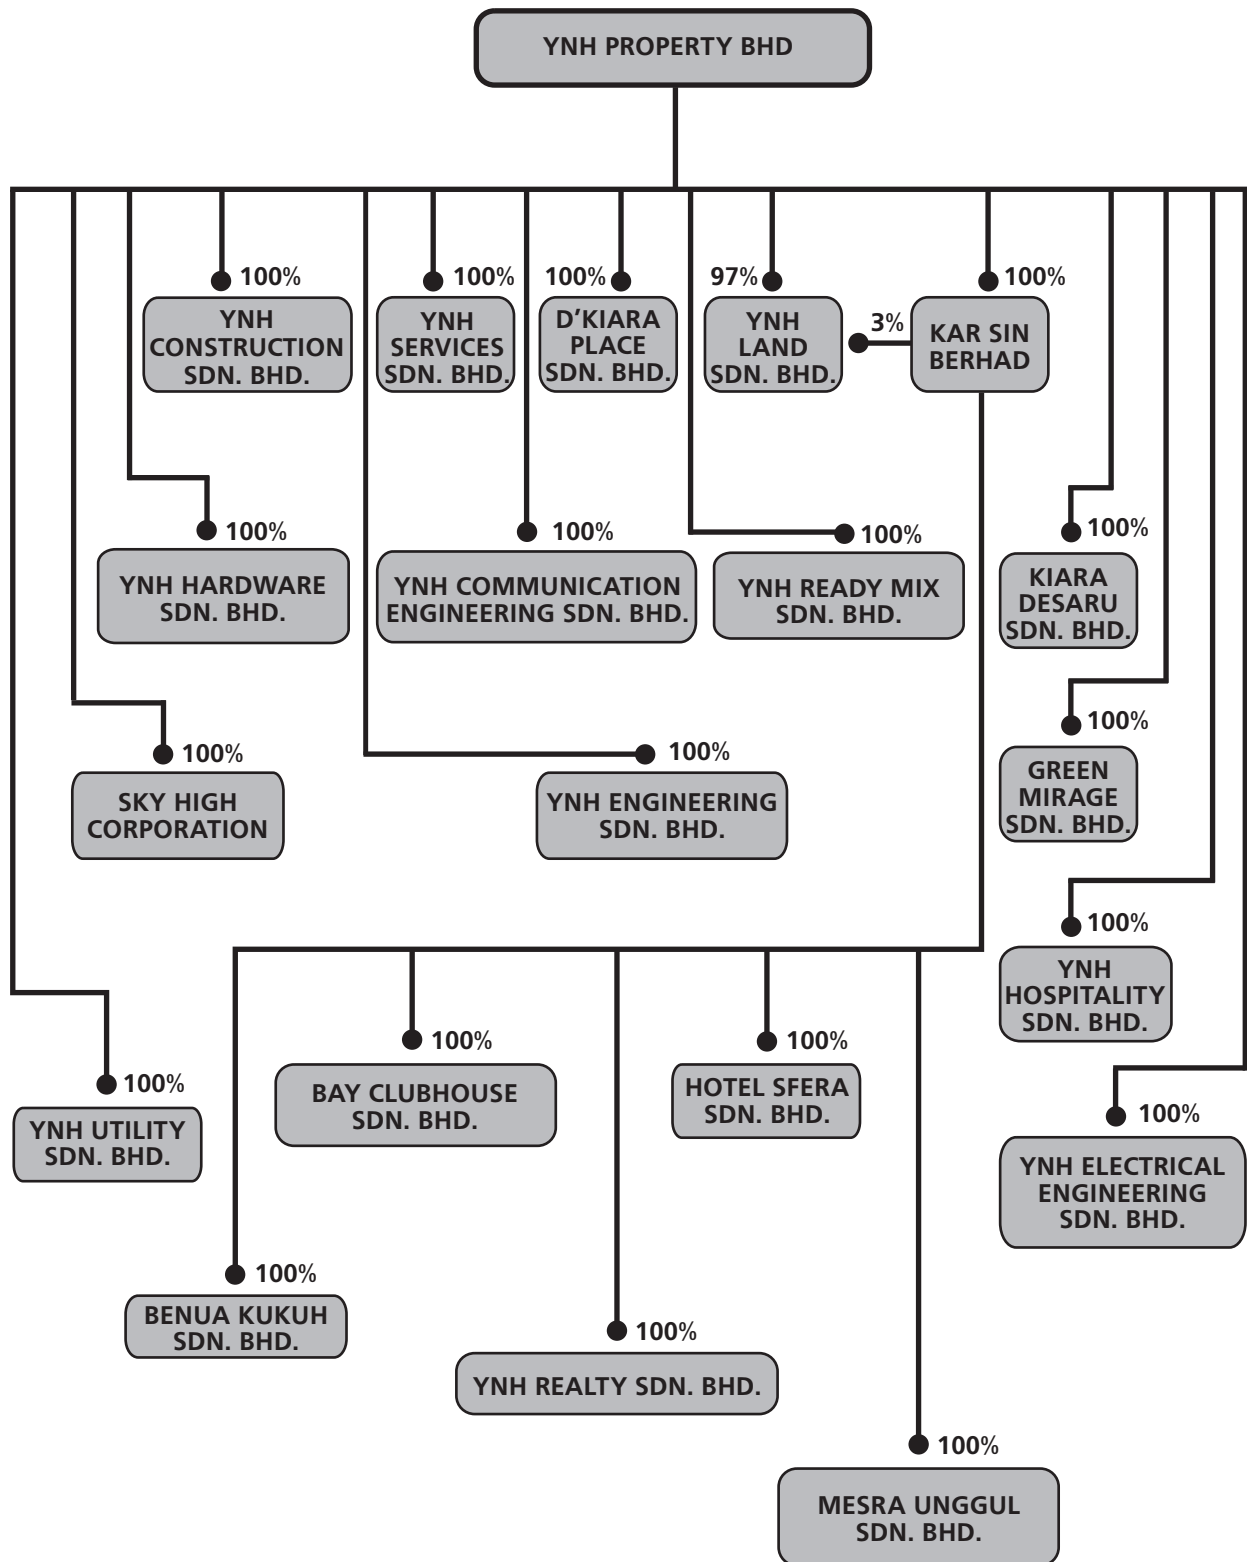 YNH PROPERTY BHD
100%
YNH
CONSTRUCTION
SDN. BHD.
100%
YNH
SERVICES
SDN. BHD.
100%
D'KIARA
PLACE
SDN. BHD.
97%
YNH
LAND
SDN. BHD.
3%
100%
KAR SIN
BERHAD
100%
YNH HARDWARE
SDN. BHD.
100%
YNH COMMUNICATION
ENGINEERING SDN. BHD.
100%
YNH READY MIX
SDN. BHD.
100%
KIARA
DESARU
SDN. BHD.
100%
SKY HIGH
CORPORATION
100%
YNH ENGINEERING
SDN. BHD.
100%
GREEN
MIRAGE
SDN. BHD.
100%
YNH
HOSPITALITY
SDN. BHD.
100%
YNH UTILITY
SDN. BHD.
100%
BAY CLUBHOUSE
SDN. BHD.
100%
HOTEL SFERA
SDN. BHD.
100%
YNH ELECTRICAL
ENGINEERING
SDN. BHD.
100%
BENUA KUKUH
SDN. BHD.
100%
YNH REALTY SDN. BHD.
100%
MESRA UNGGUL
SDN. BHD.